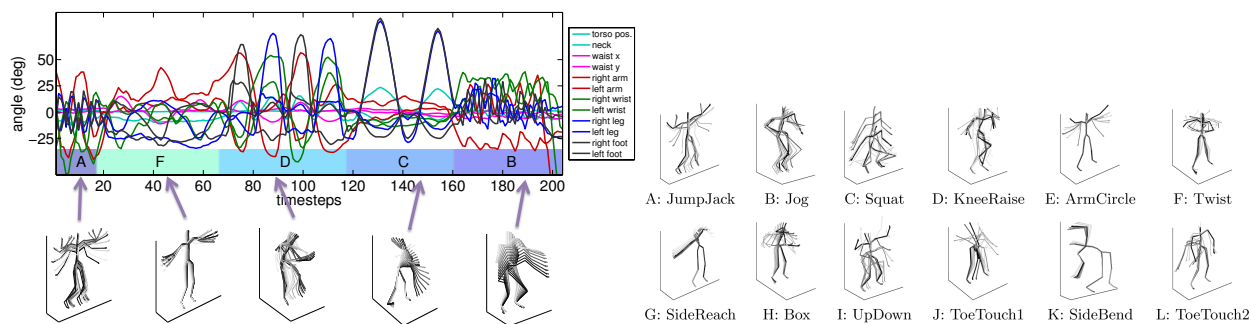 angle (deg)
50
25
0
−25
A F D C B
20 40 60 80 100 120 140 160 180 200
timesteps
torso pos.
neck
waist x
waist y
right arm
left arm
right wrist
left wrist
right leg
left leg
right foot
left foot
A: JumpJack B: Jog C: Squat D: KneeRaise E: ArmCircle F: Twist
G: SideReach H: Box I: UpDown J: ToeTouch1 K: SideBend L: ToeTouch2